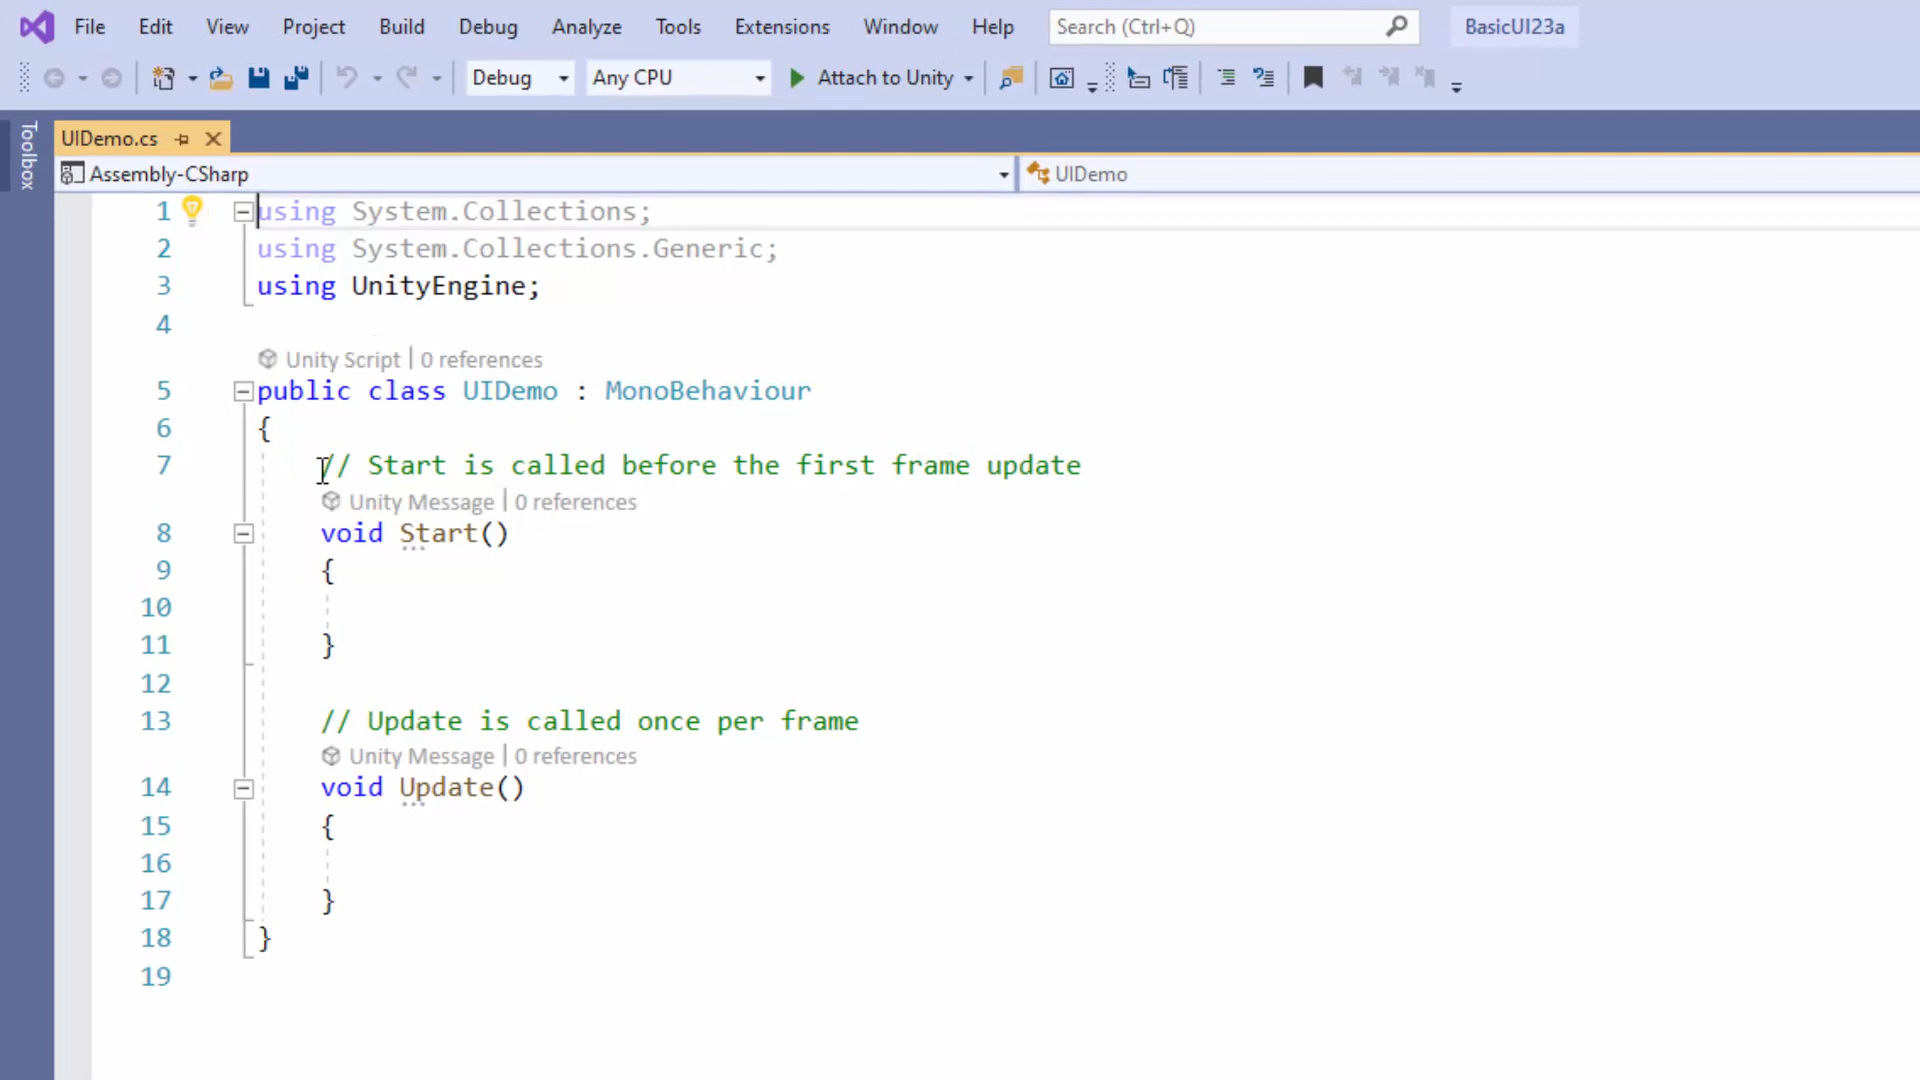 File Edit View Project Build Debug Analyze Tools Extensions Window Help Search (Ctrl+Q) BasicUI23a
Debug Any CPU Attach to Unity
Toolbox
UIDemo.cs
Assembly-CSharp UIDemo
1 using System.Collections;
2 using System.Collections.Generic;
3 using UnityEngine;
4
Unity Script | 0 references
5 public class UIDemo : MonoBehaviour
6 {
7 // Start is called before the first frame update
Unity Message | 0 references
8 void Start()
9 {
10
11 }
12
13 // Update is called once per frame
Unity Message | 0 references
14 void Update()
15 {
16
17 }
18 }
19